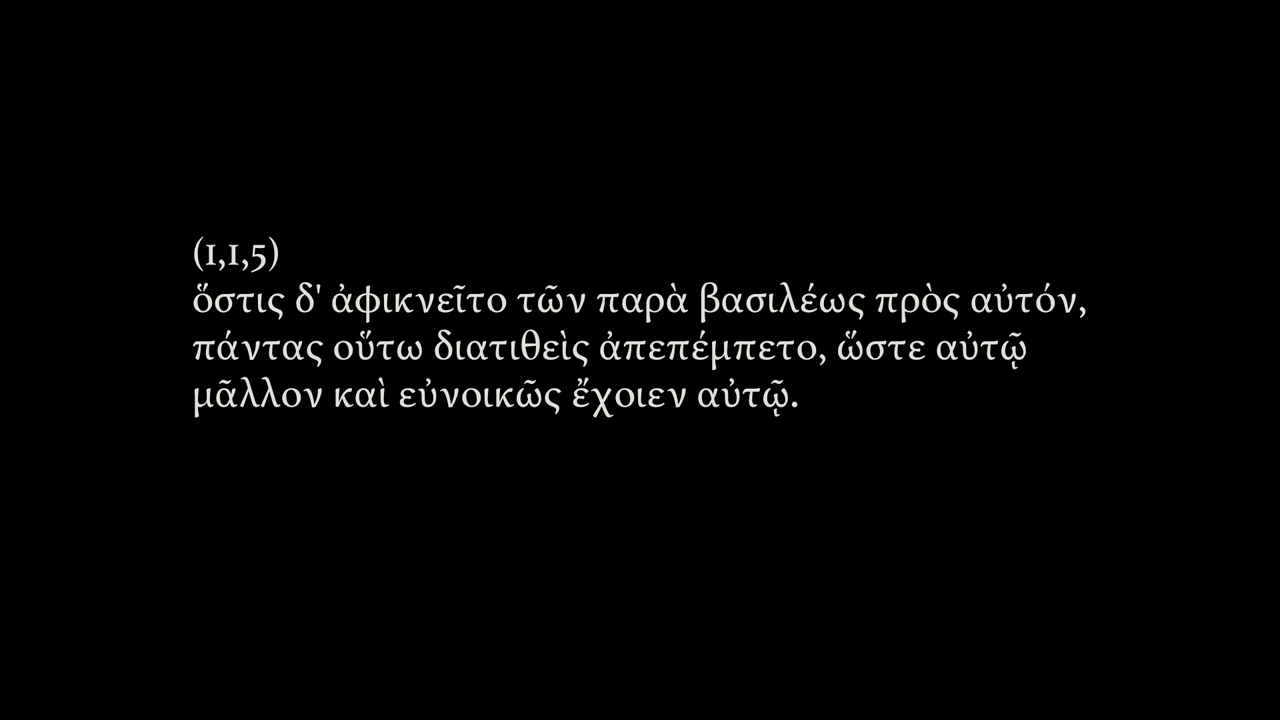 (1,1,5)
ὅστις δ' ἀφικνεῖτο τῶν παρὰ βασιλέως πρὸς αὐτόν,
πάντας οὕτω διατιθεὶς ἀπεπέμπετο, ὥστε αὐτῷ
μᾶλλον καὶ εὐνοικῶς ἔχοιεν αὐτῷ.